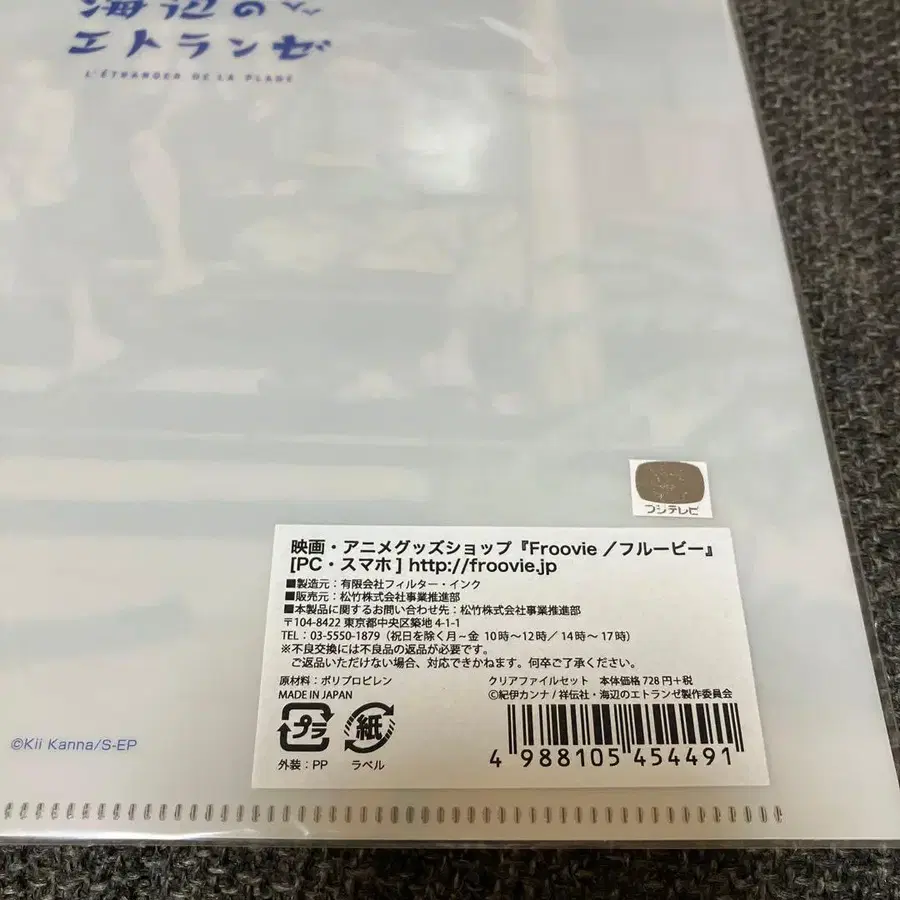 海辺の
エトランゼ
L'ÉTRANGER DE LA PLAGE
フジテレビ
映画・アニメグッズショップ『Froovie／フルービー』
[PC・スマホ] http://froovie.jp
■製造元：有限会社フィルター・インク
■販売元：松竹株式会社事業推進部
■本製品に関するお問い合わせ先：松竹株式会社事業推進部
〒104-8422 東京都中央区築地 4-1-1
TEL：03-5550-1879（祝日を除く月～金 10時～12時／14時～17時）
※不良交換には不良品の返品が必要です。
ご返品いただけない場合、対応できかねます。何卒ご了承ください。
原材料：ポリプロピレン
クリアファイルセット 本体価格 728 円＋税
MADE IN JAPAN
©紀伊カンナ / 祥伝社・海辺のエトランゼ製作委員会
プラ
紙
外装：PP
ラベル
4 988105 454491
©Kii Kanna/S-EP